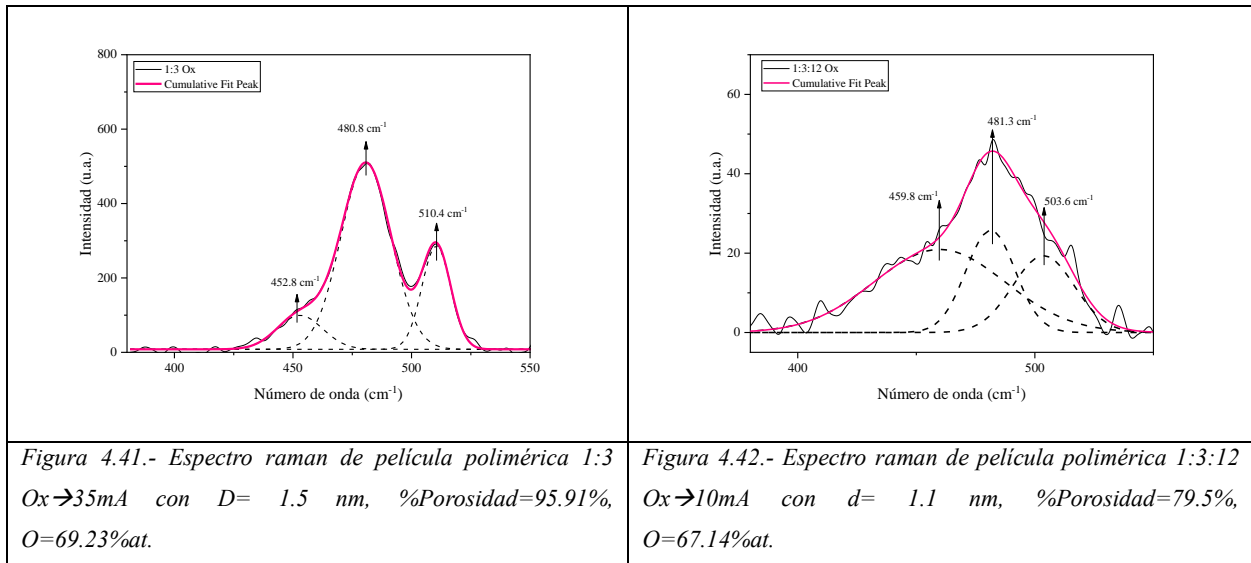 800
600
400
200
0
400
450
500
550
Intensidad (u.a.)
Número de onda (cm⁻¹)
1:3 Ox
Cumulative Fit Peak
480.8 cm⁻¹
510.4 cm⁻¹
452.8 cm⁻¹
60
40
20
0
400
500
Intensidad (u.a.)
Número de onda (cm⁻¹)
1:3:12 Ox
Cumulative Fit Peak
481.3 cm⁻¹
459.8 cm⁻¹
503.6 cm⁻¹
Figura 4.41.- Espectro raman de película polimérica 1:3
Ox→35mA con D= 1.5 nm, %Porosidad=95.91%,
O=69.23%at.
Figura 4.42.- Espectro raman de película polimérica 1:3:12
Ox→10mA con d= 1.1 nm, %Porosidad=79.5%,
O=67.14%at.